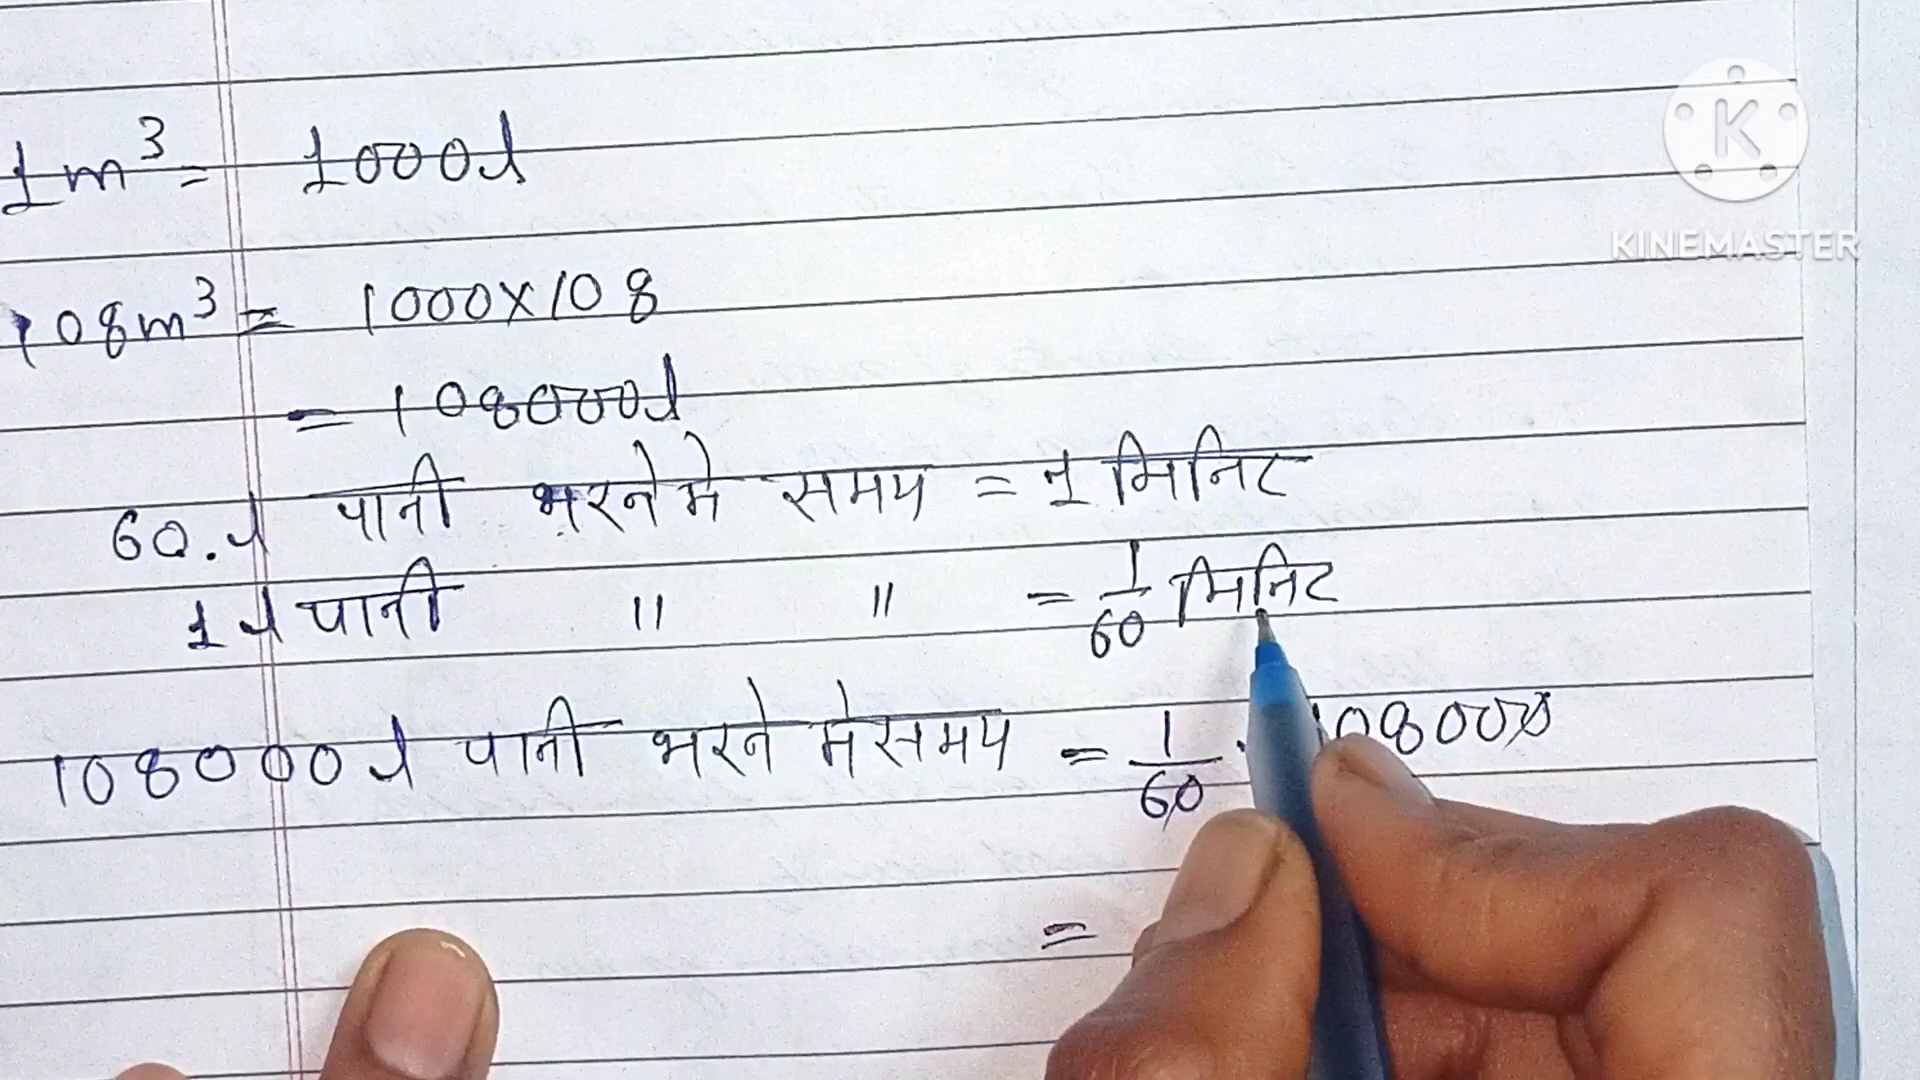 1m³ = 1000l
108m³ = 1000×108
= 108000l
60.l पानी भरने मे समय = 1 मिनिट
1 l पानी " " = 1/60 मिनिट
108000 l पानी भरने मे समय = 1/60 108000
=
K
KINEMASTER